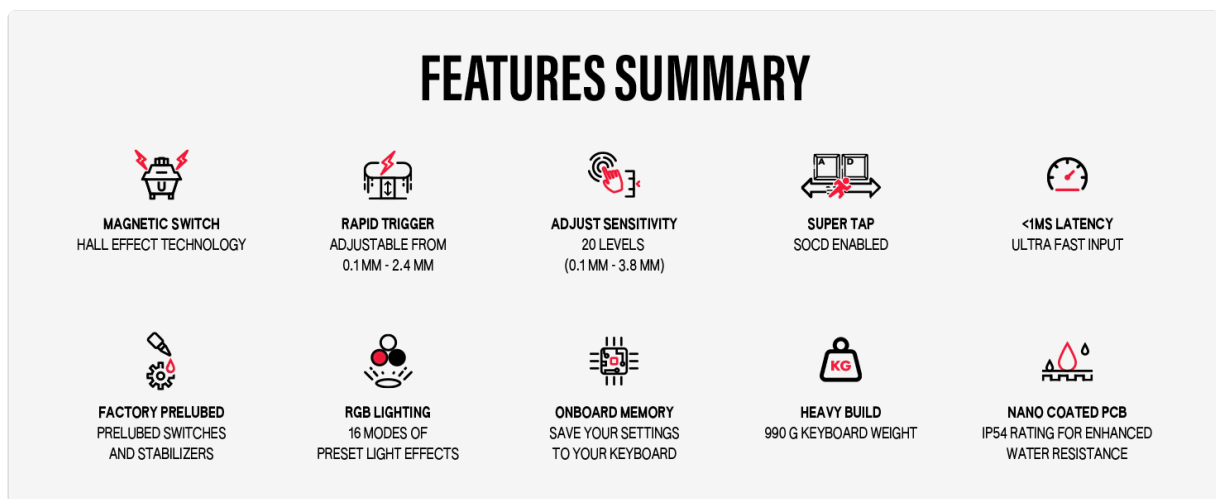 FEATURES SUMMARY
MAGNETIC SWITCH
HALL EFFECT TECHNOLOGY
RAPID TRIGGER
ADJUSTABLE FROM
0.1 MM - 2.4 MM
ADJUST SENSITIVITY
20 LEVELS
(0.1 MM - 3.8 MM)
A D
SUPER TAP
SOCD ENABLED
<1MS LATENCY
ULTRA FAST INPUT
FACTORY PRELUBED
PRELUBED SWITCHES
AND STABILIZERS
RGB LIGHTING
16 MODES OF
PRESET LIGHT EFFECTS
ONBOARD MEMORY
SAVE YOUR SETTINGS
TO YOUR KEYBOARD
KG
HEAVY BUILD
990 G KEYBOARD WEIGHT
NANO COATED PCB
IP54 RATING FOR ENHANCED
WATER RESISTANCE